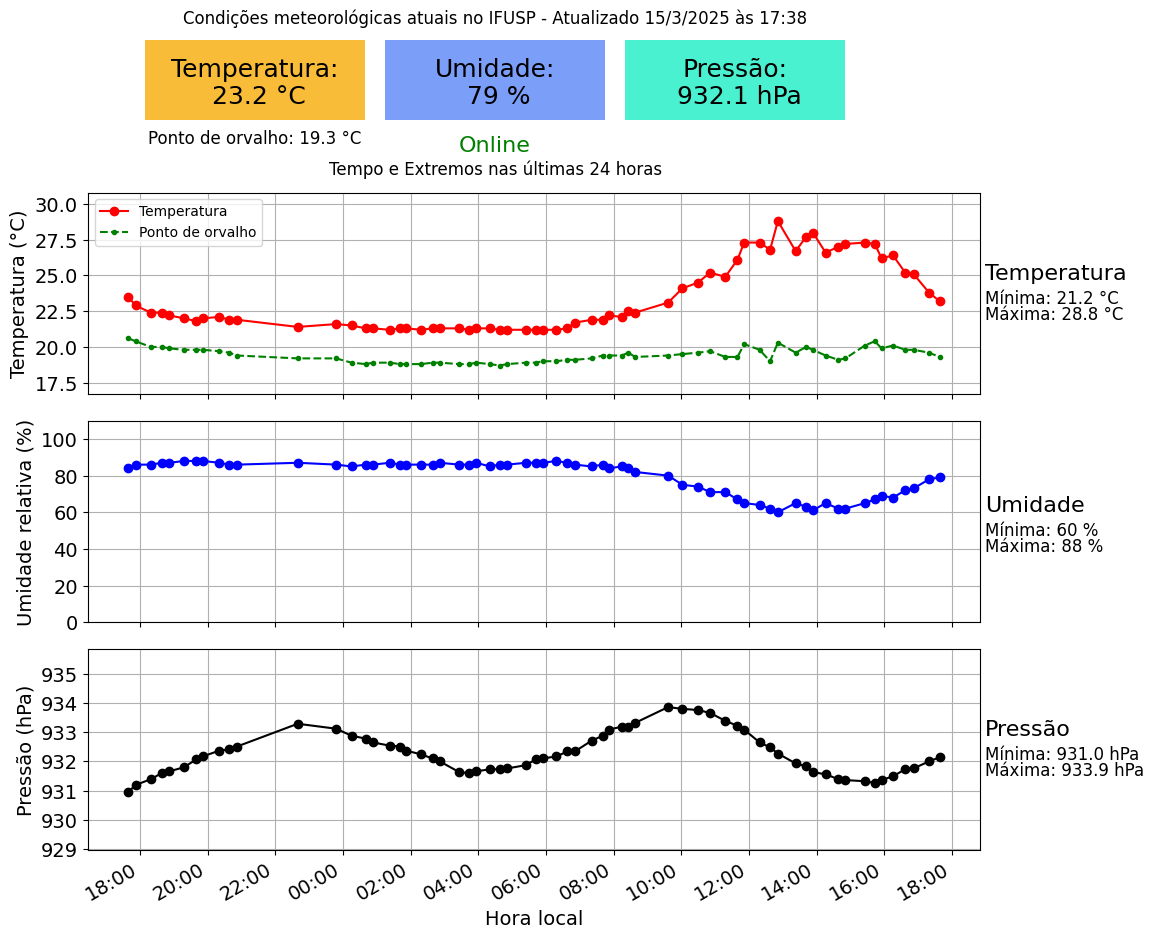 Condições meteorológicas atuais no IFUSP - Atualizado 15/3/2025 às 17:38
Temperatura:
23.2 °C
Umidade:
79 %
Pressão:
932.1 hPa
Ponto de orvalho: 19.3 °C
Online
Tempo e Extremos nas últimas 24 horas
Temperatura (°C)
30.0
27.5
25.0
22.5
20.0
17.5
Temperatura
Ponto de orvalho
Temperatura
Mínima: 21.2 °C
Máxima: 28.8 °C
Umidade relativa (%)
100
80
60
40
20
0
Umidade
Mínima: 60 %
Máxima: 88 %
Pressão (hPa)
935
934
933
932
931
930
929
Pressão
Mínima: 931.0 hPa
Máxima: 933.9 hPa
18:00
20:00
22:00
00:00
02:00
04:00
06:00
08:00
10:00
12:00
14:00
16:00
18:00
Hora local